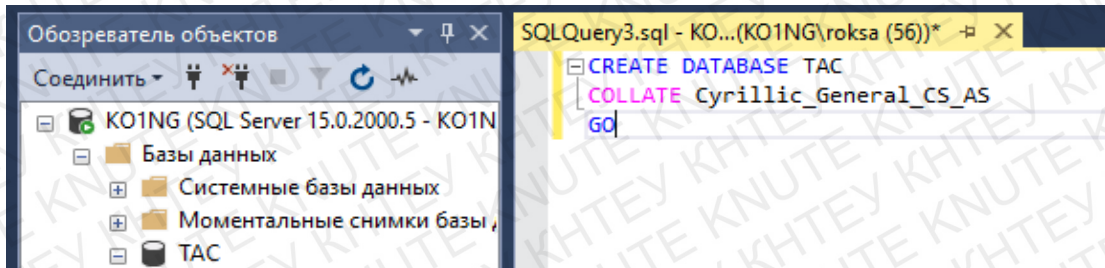 Обозреватель объектов
Соединить
KO1NG (SQL Server 15.0.2000.5 - KO1N
Базы данных
Системные базы данных
Моментальные снимки базы
TAC
SQLQuery3.sql - KO...(KO1NG\roksa (56))*
CREATE DATABASE TAC
COLLATE Cyrillic_General_CS_AS
GO